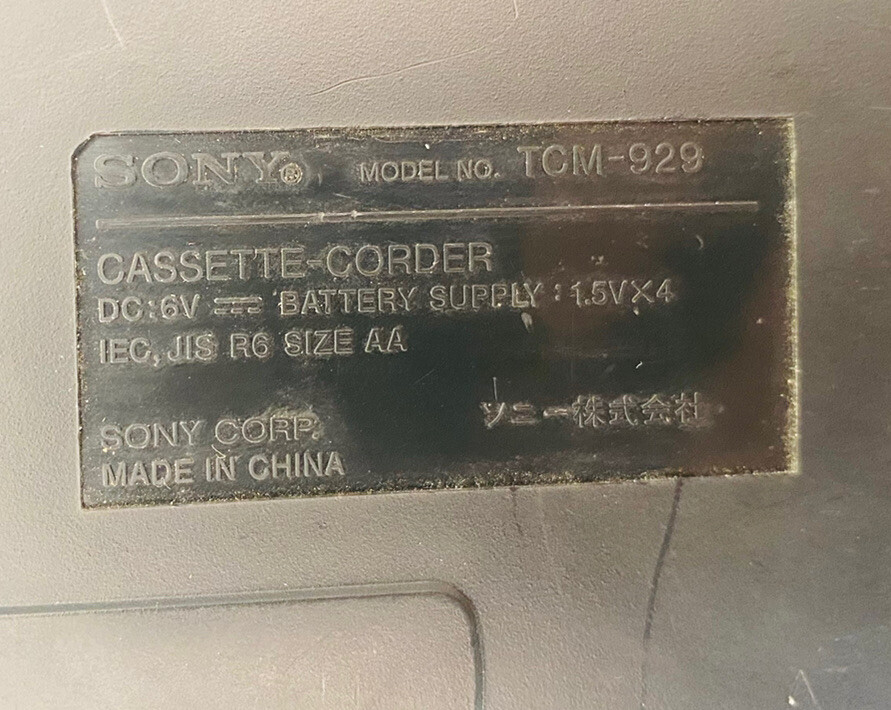 SONY® MODEL NO. TCM-929
CASSETTE-CORDER
DC:6V ⎓ BATTERY SUPPLY : 1.5V×4
IEC, JIS R6 SIZE AA
ソニー株式会社
SONY CORP.
MADE IN CHINA